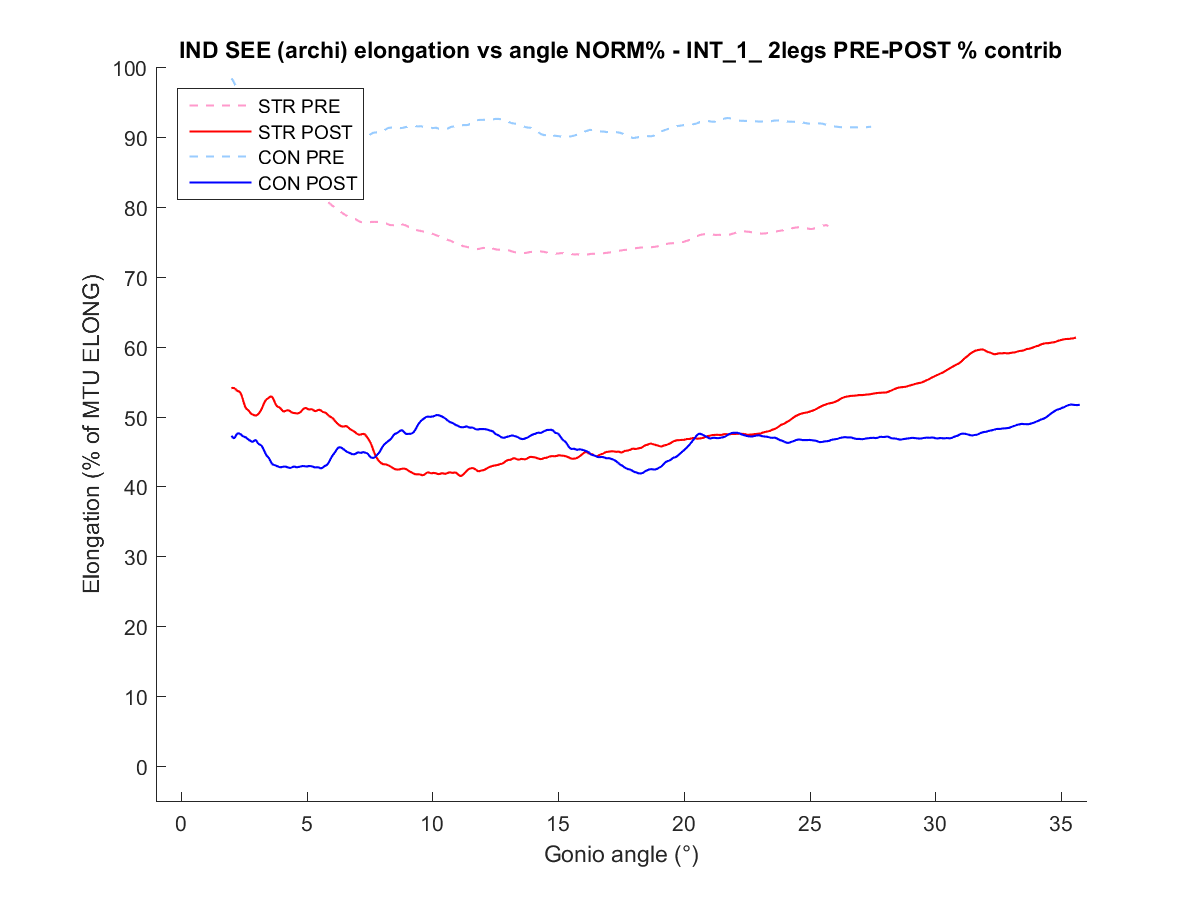 IND SEE (archi) elongation vs angle NORM% - INT_1_ 2legs PRE-POST % contrib
100
90
80
70
60
50
40
30
20
10
0
Elongation (% of MTU ELONG)
STR PRE
STR POST
CON PRE
CON POST
0 5 10 15 20 25 30 35
Gonio angle (°)